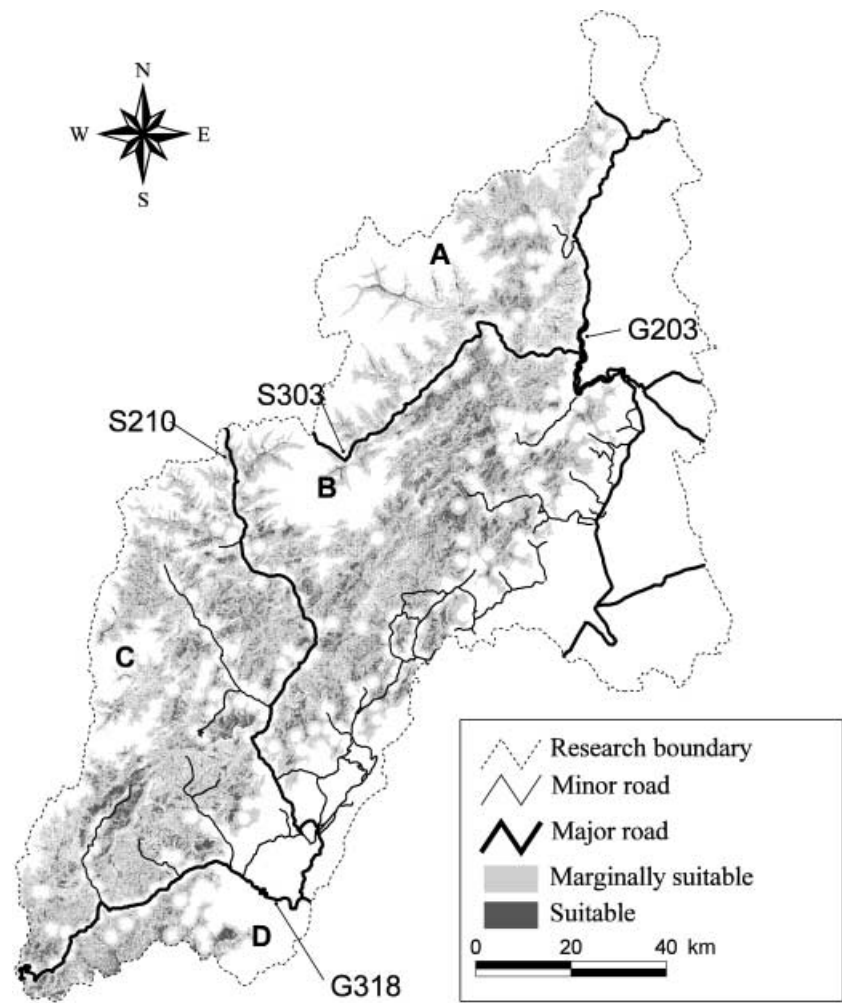 N
W E
S
A
G203
S303
S210
B
C
D
G318
Research boundary
Minor road
Major road
Marginally suitable
Suitable
0 20 40 km